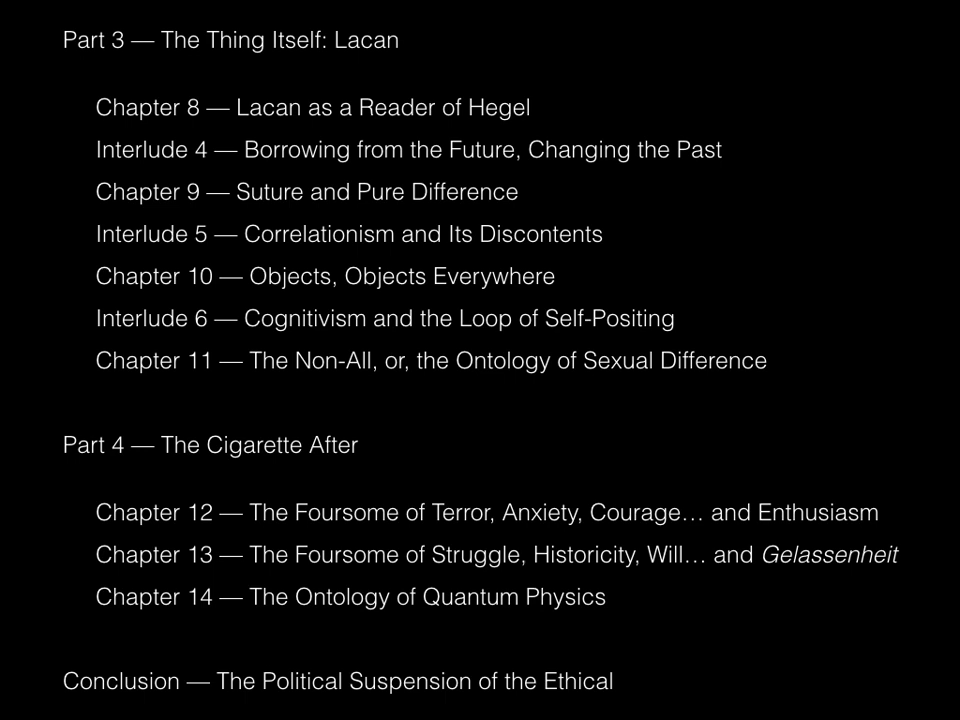 Part 3 — The Thing Itself: Lacan
Chapter 8 — Lacan as a Reader of Hegel
Interlude 4 — Borrowing from the Future, Changing the Past
Chapter 9 — Suture and Pure Difference
Interlude 5 — Correlationism and Its Discontents
Chapter 10 — Objects, Objects Everywhere
Interlude 6 — Cognitivism and the Loop of Self-Positing
Chapter 11 — The Non-All, or, the Ontology of Sexual Difference
Part 4 — The Cigarette After
Chapter 12 — The Foursome of Terror, Anxiety, Courage… and Enthusiasm
Chapter 13 — The Foursome of Struggle, Historicity, Will… and Gelassenheit
Chapter 14 — The Ontology of Quantum Physics
Conclusion — The Political Suspension of the Ethical